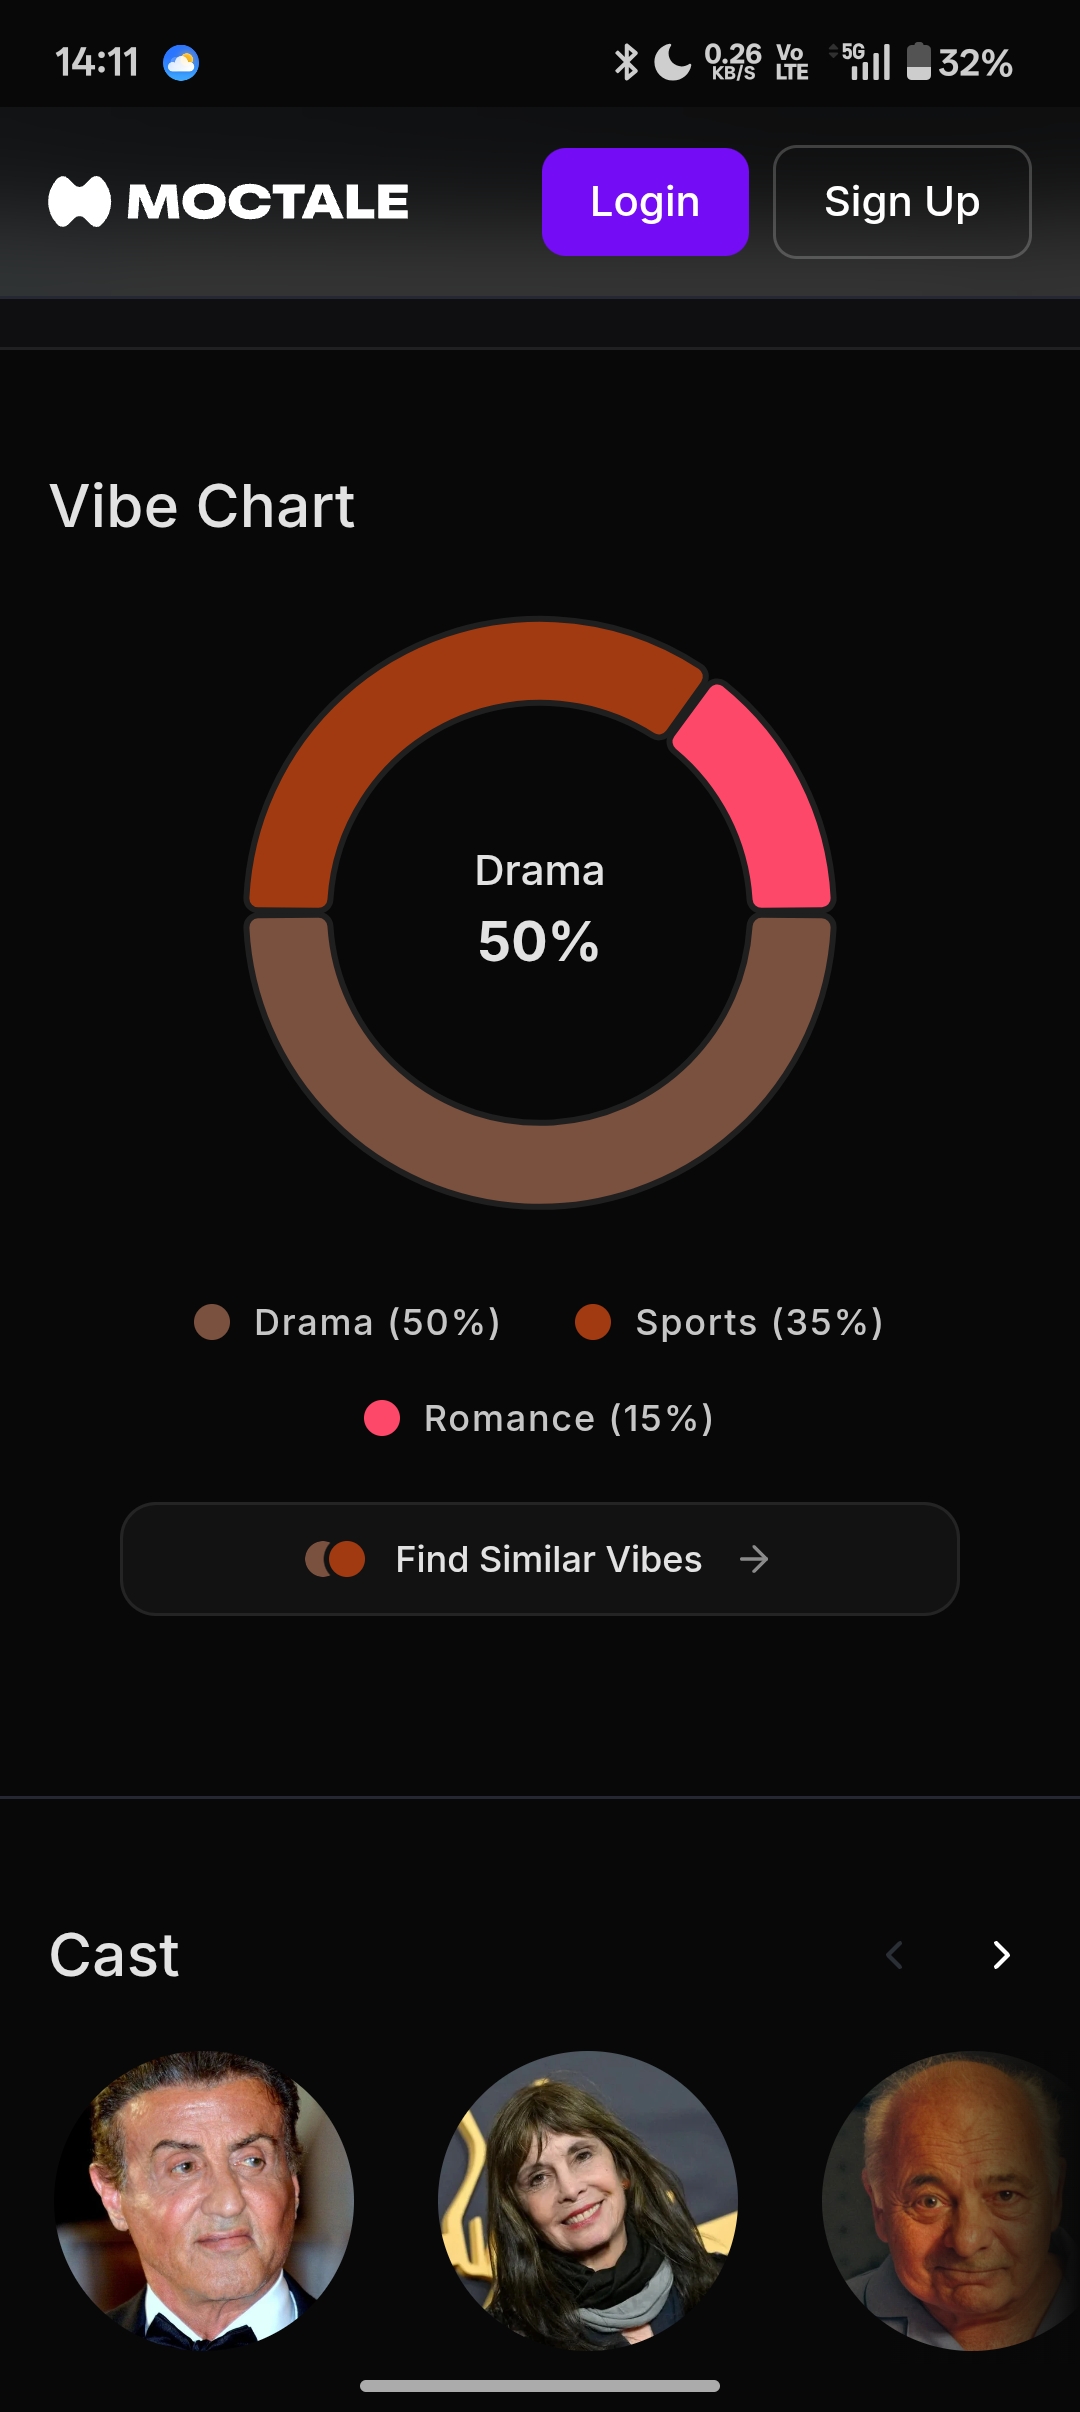 14:11
0.26 KB/S Vo LTE 5G 32%
MOCTALE
Login
Sign Up
Vibe Chart
Drama
50%
Drama (50%)
Sports (35%)
Romance (15%)
Find Similar Vibes
Cast